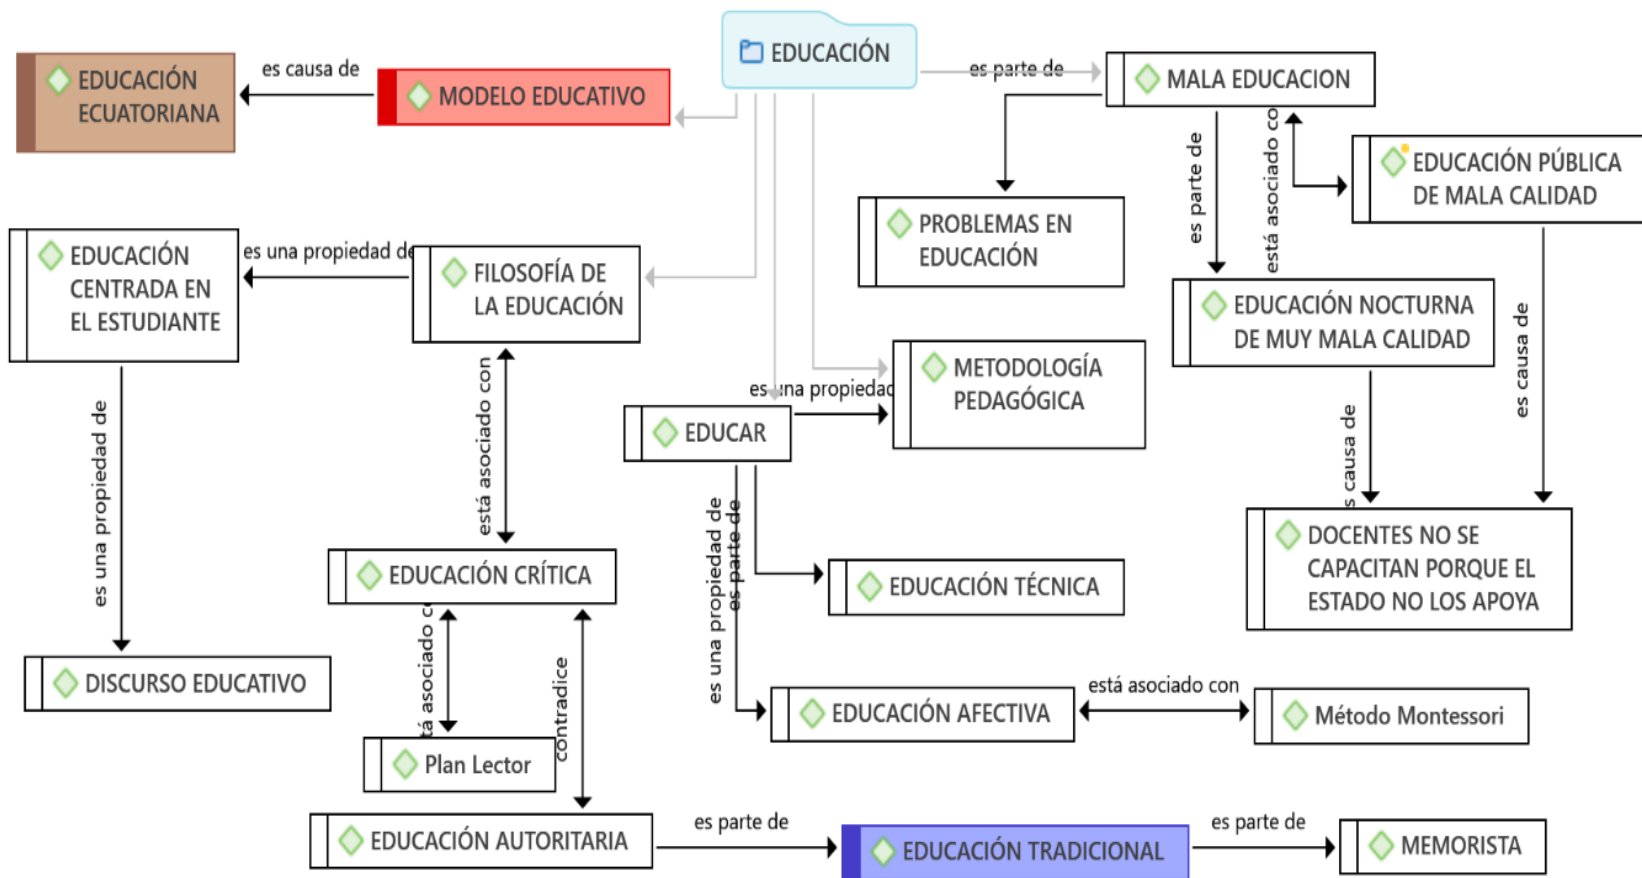 EDUCACIÓN
EDUCACIÓN
ECUATORIANA
es causa de
MODELO EDUCATIVO
es parte de
MALA EDUCACION
es parte de
está asociado co
EDUCACIÓN PÚBLICA
DE MALA CALIDAD
PROBLEMAS EN
EDUCACIÓN
EDUCACIÓN
CENTRADA EN
EL ESTUDIANTE
es una propiedad de
FILOSOFÍA DE
LA EDUCACIÓN
EDUCACIÓN NOCTURNA
DE MUY MALA CALIDAD
es causa de
está asociado con
METODOLOGÍA
PEDAGÓGICA
es una propiedad
EDUCAR
es una propiedad de
s causa de
es una propiedad de
es parte de
DOCENTES NO SE
CAPACITAN PORQUE EL
ESTADO NO LOS APOYA
EDUCACIÓN CRÍTICA
EDUCACIÓN TÉCNICA
tá asociado c
contradice
DISCURSO EDUCATIVO
EDUCACIÓN AFECTIVA
está asociado con
Método Montessori
Plan Lector
EDUCACIÓN AUTORITARIA
es parte de
EDUCACIÓN TRADICIONAL
es parte de
MEMORISTA